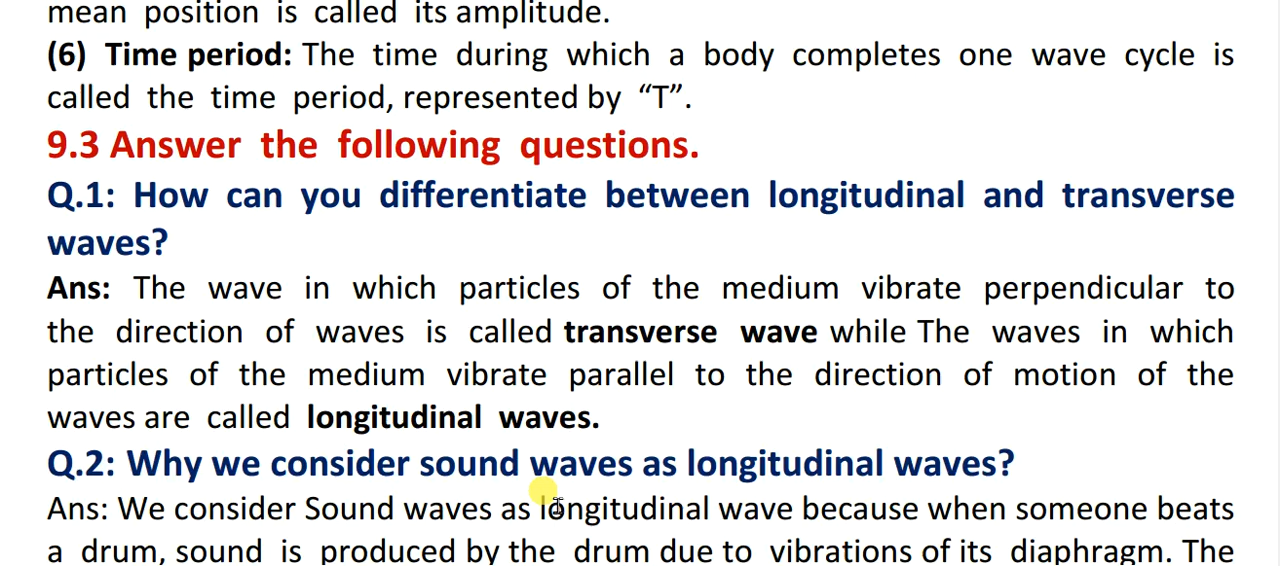 mean position is called its amplitude.
(6) Time period: The time during which a body completes one wave cycle is
called the time period, represented by “T”.
9.3 Answer the following questions.
Q.1: How can you differentiate between longitudinal and transverse
waves?
Ans: The wave in which particles of the medium vibrate perpendicular to
the direction of waves is called transverse wave while The waves in which
particles of the medium vibrate parallel to the direction of motion of the
waves are called longitudinal waves.
Q.2: Why we consider sound waves as longitudinal waves?
Ans: We consider Sound waves as longitudinal wave because when someone beats
a drum, sound is produced by the drum due to vibrations of its diaphragm. The